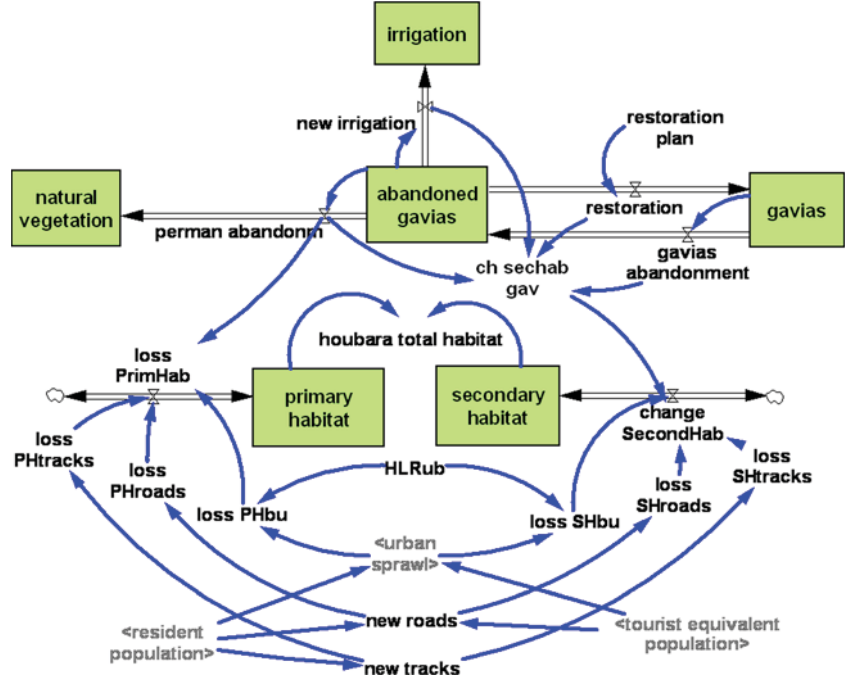 irrigation
new irrigation
restoration
plan
natural
vegetation
abandoned
gavias
restoration
gavias
perman abandonm
gavias
abandonment
ch sechab
gav
houbara total habitat
loss
PrimHab
primary
habitat
secondary
habitat
change
SecondHab
loss
PHtracks
loss
PHroads
HLRub
loss
SHtracks
loss
SHroads
loss PHbu
loss SHbu
<urban
sprawl>
new roads
<resident
population>
<tourist equivalent
population>
new tracks